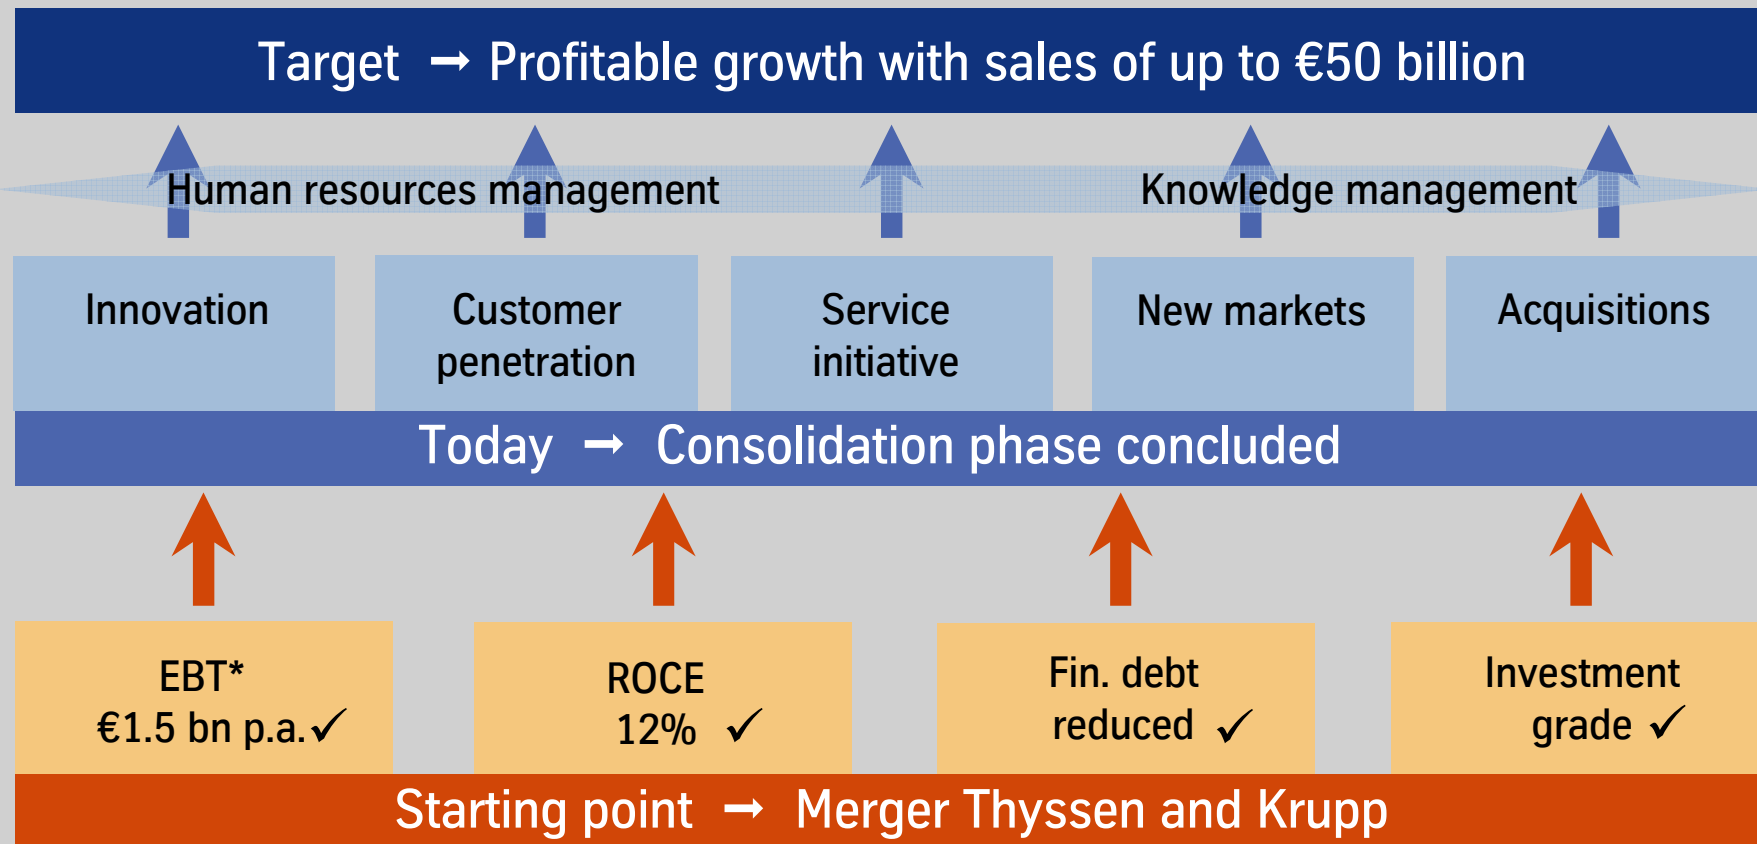 Target → Profitable growth with sales of up to €50 billion
Human resources management
Knowledge management
Innovation
Customer
penetration
Service
initiative
New markets
Acquisitions
Today → Consolidation phase concluded
EBT*
€1.5 bn p.a. ✓
ROCE
12% ✓
Fin. debt
reduced ✓
Investment
grade ✓
Starting point → Merger Thyssen and Krupp